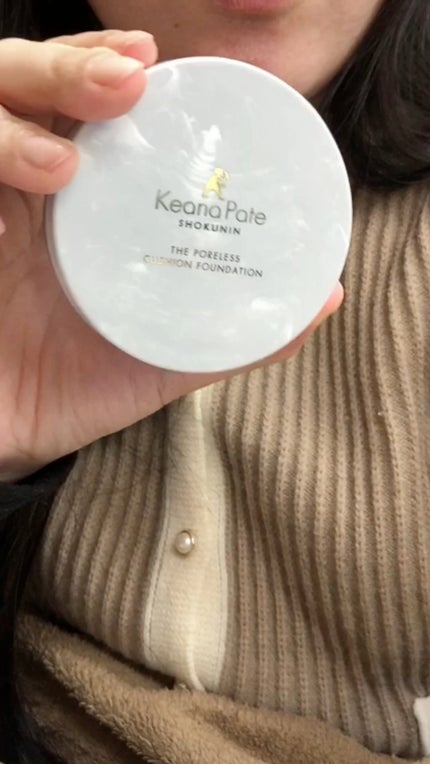 Keana Pate
SHOKUNIN
THE PORELESS
CUSHION FOUNDATION